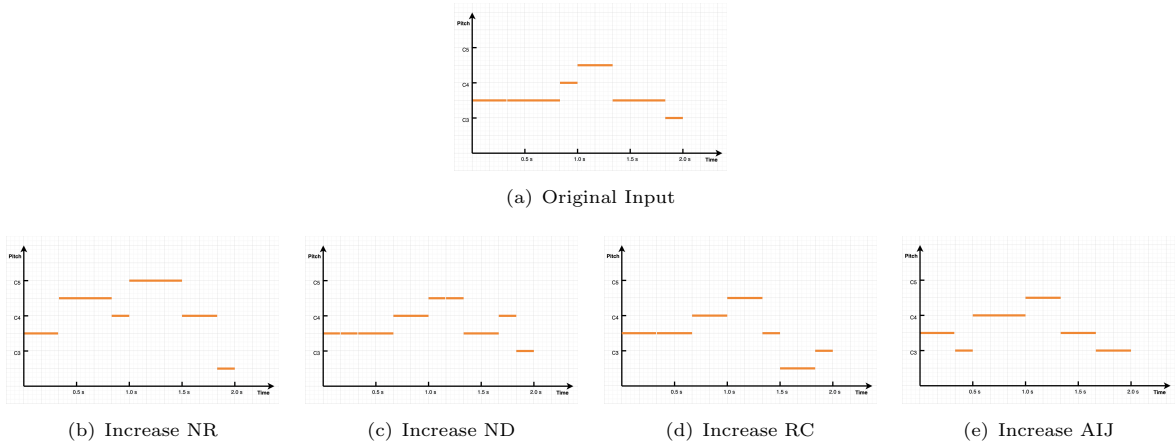 Pitch
C5
C4
C3
0.5 s 1.0 s 1.5 s 2.0 s Time
(a) Original Input
Pitch
C5
C4
C3
0.5 s 1.0 s 1.5 s 2.0 s Time
(b) Increase NR
Pitch
C5
C4
C3
0.5 s 1.0 s 1.5 s 2.0 s Time
(c) Increase ND
Pitch
C5
C4
C3
0.5 s 1.0 s 1.5 s 2.0 s Time
(d) Increase RC
Pitch
C5
C4
C3
0.5 s 1.0 s 1.5 s 2.0 s Time
(e) Increase AIJ